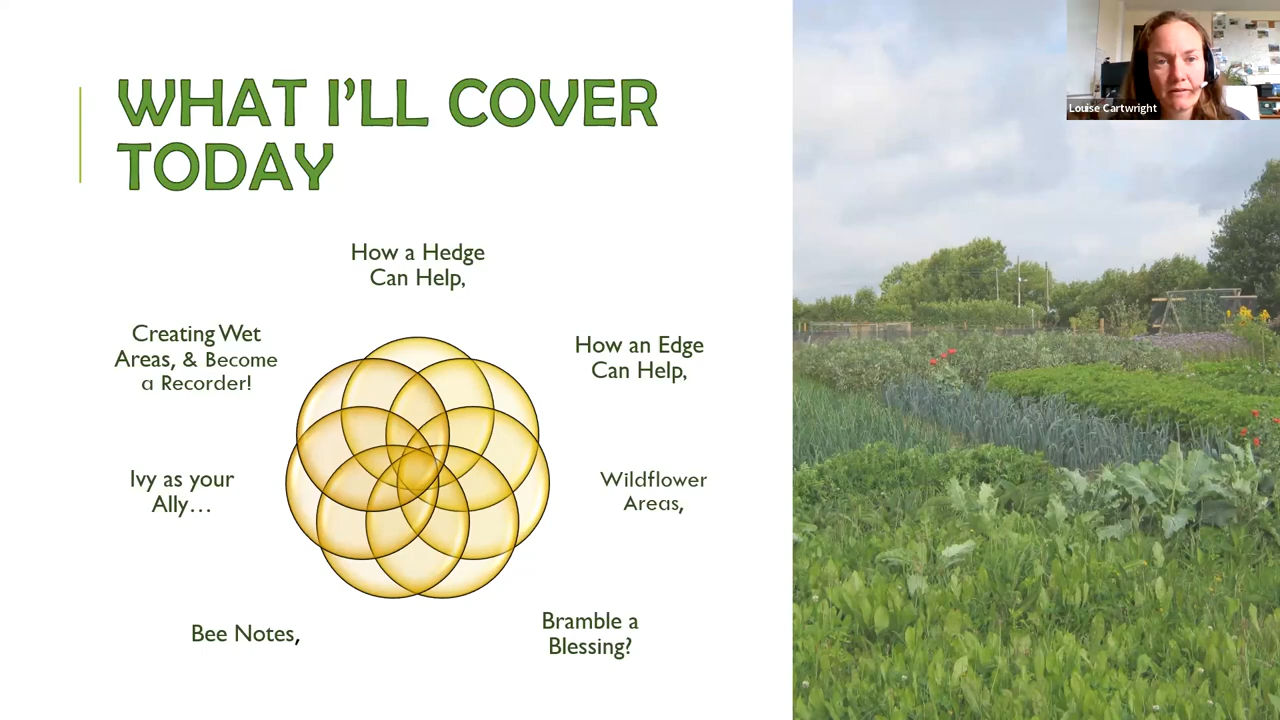 WHAT I'LL COVER
TODAY
Louise Cartwright
How a Hedge
Can Help,
How an Edge
Can Help,
Wildflower
Areas,
Bramble a
Blessing?
Bee Notes,
Ivy as your
Ally…
Creating Wet
Areas, & Become
a Recorder!